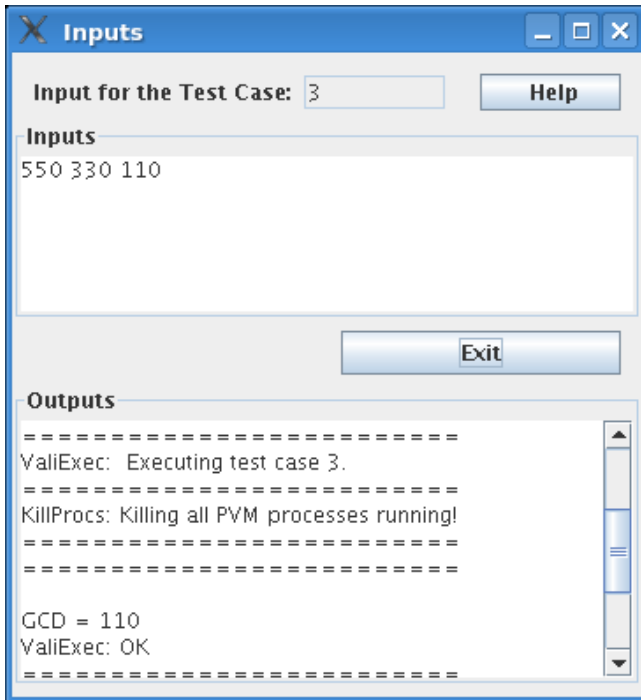 Inputs
Input for the Test Case: 3 Help
Inputs
550 330 110
Exit
Outputs
=========================
ValiExec:  Executing test case 3.
=========================
KillProcs: Killing all PVM processes running!
=========================
=========================
GCD = 110
ValiExec: OK
=========================